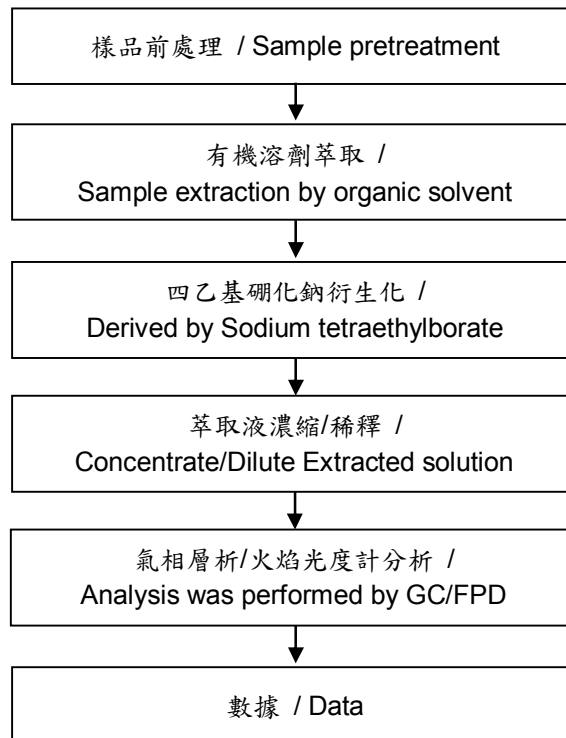 樣品前處理 / Sample pretreatment
有機溶劑萃取 /
Sample extraction by organic solvent
四乙基硼化鈉衍生化 /
Derived by Sodium tetraethylborate
萃取液濃縮/稀釋 /
Concentrate/Dilute Extracted solution
氣相層析/火焰光度計分析 /
Analysis was performed by GC/FPD
數據 / Data